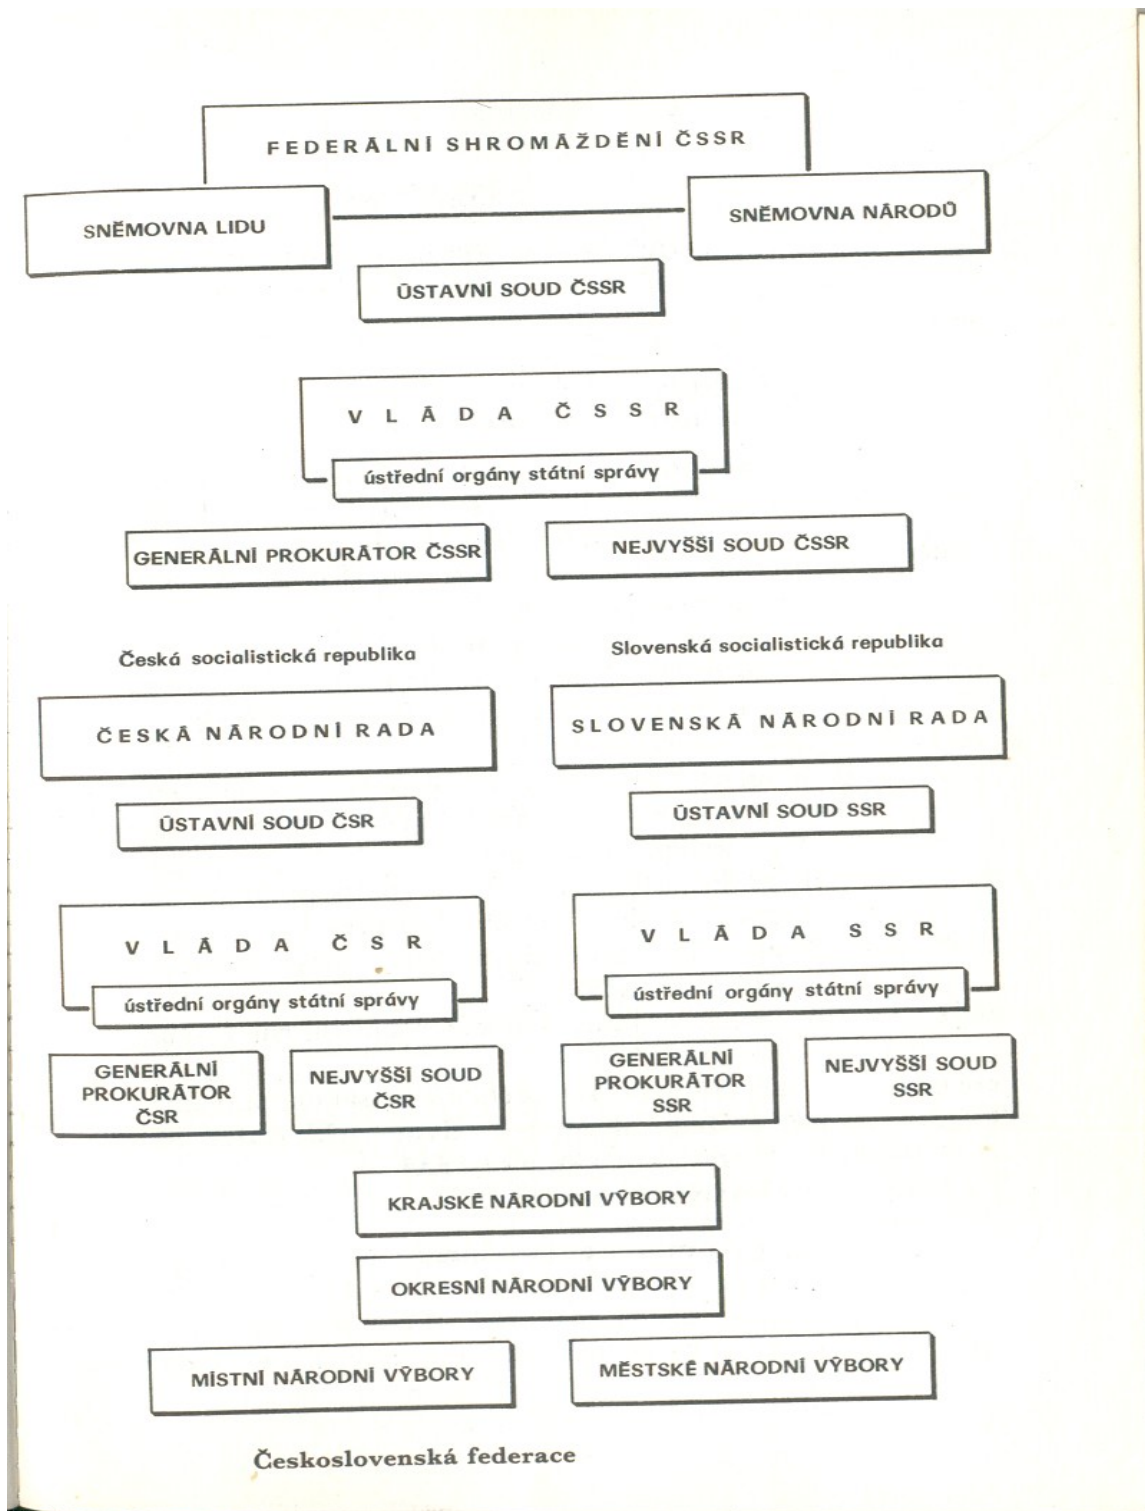 FEDERÁLNÍ SHROMÁŽDĚNÍ ČSSR
SNĚMOVNA LIDU
SNĚMOVNA NÁRODŮ
ÚSTAVNÍ SOUD ČSSR
VLÁDA ČSSR
ústřední orgány státní správy
GENERÁLNÍ PROKURÁTOR ČSSR
NEJVYŠŠÍ SOUD ČSSR
Česká socialistická republika
Slovenská socialistická republika
ČESKÁ NÁRODNÍ RADA
SLOVENSKÁ NÁRODNÍ RADA
ÚSTAVNÍ SOUD ČSR
ÚSTAVNÍ SOUD SSR
VLÁDA ČSR
VLÁDA SSR
ústřední orgány státní správy
ústřední orgány státní správy
GENERÁLNÍ
PROKURÁTOR
ČSR
NEJVYŠŠÍ SOUD
ČSR
GENERÁLNÍ
PROKURÁTOR
SSR
NEJVYŠŠÍ SOUD
SSR
KRAJSKÉ NÁRODNÍ VÝBORY
OKRESNÍ NÁRODNÍ VÝBORY
MÍSTNÍ NÁRODNÍ VÝBORY
MĚSTSKÉ NÁRODNÍ VÝBORY
Československá federace